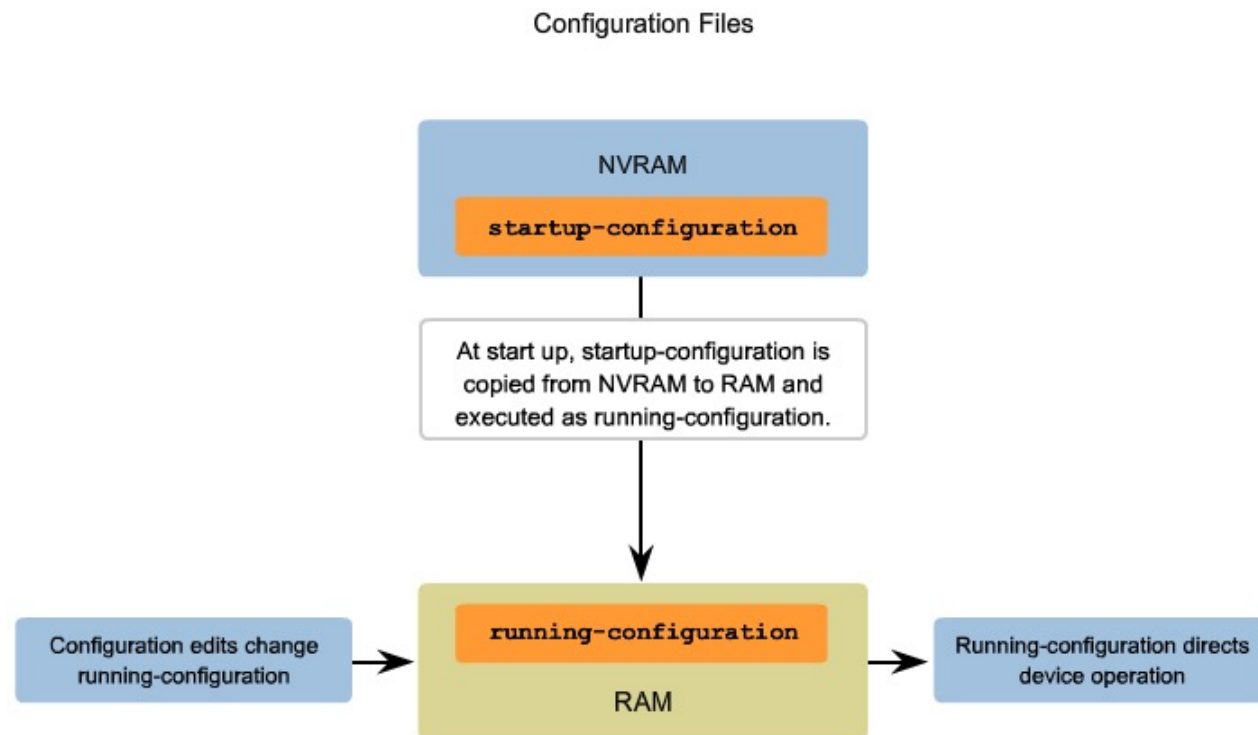 Configuration Files
NVRAM
startup-configuration
At start up, startup-configuration is
copied from NVRAM to RAM and
executed as running-configuration.
Configuration edits change
running-configuration
running-configuration
RAM
Running-configuration directs
device operation